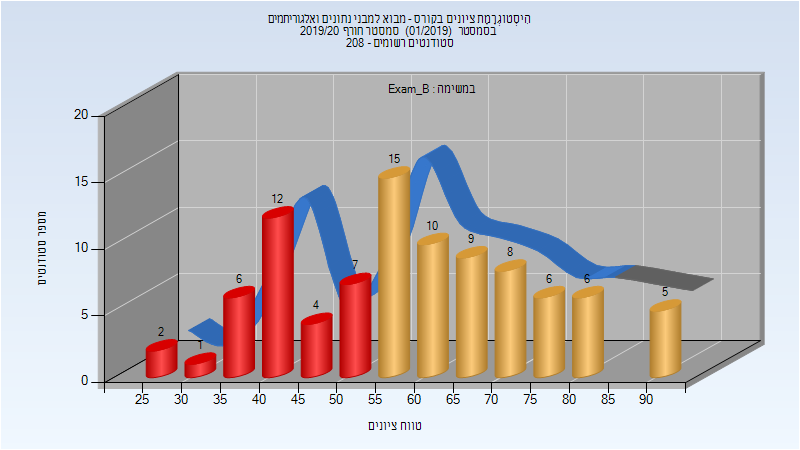 הִיסְטוֹגְרָמַת ציונים בקורס - מבוא למבני נתונים ואלגוריתמים
בסמסטר (01/2019) סמסטר חורף 2019/20
סטודנטים רשומים - 208
במשימה : Exam_B
20
15
10
5
0
מספר סטודנטים
2
1
6
12
4
7
15
10
9
8
6
6
5
25 30 35 40 45 50 55 60 65 70 75 80 85 90
טווח ציונים